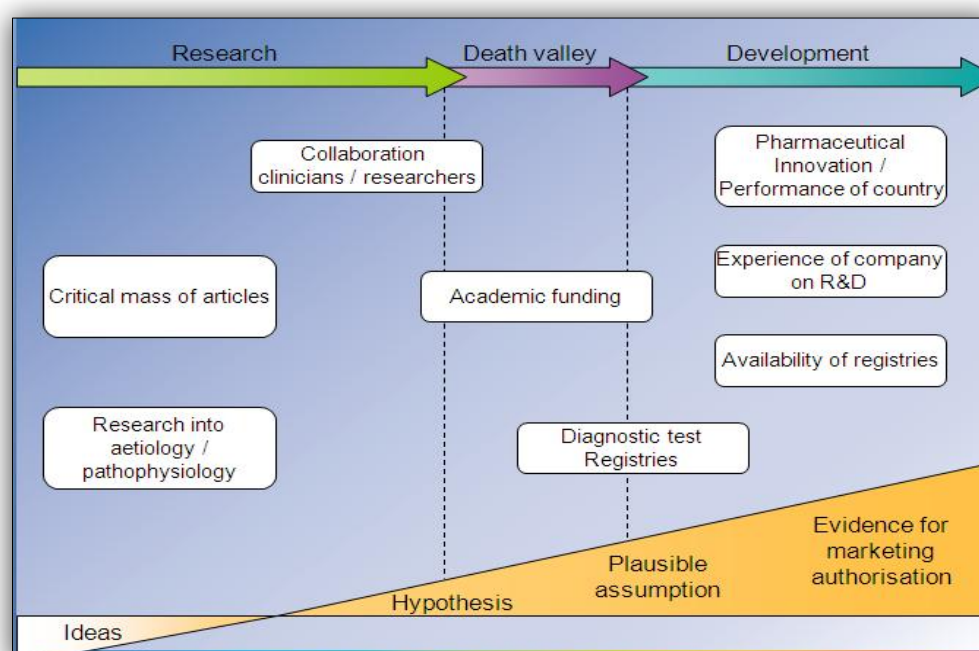 Research
Death valley
Development
Collaboration
clinicians / researchers
Pharmaceutical
Innovation /
Performance of country
Critical mass of articles
Academic funding
Experience of company
on R&D
Availability of registries
Research into
aetiology /
pathophysiology
Diagnostic test
Registries
Ideas
Hypothesis
Plausible
assumption
Evidence for
marketing
authorisation